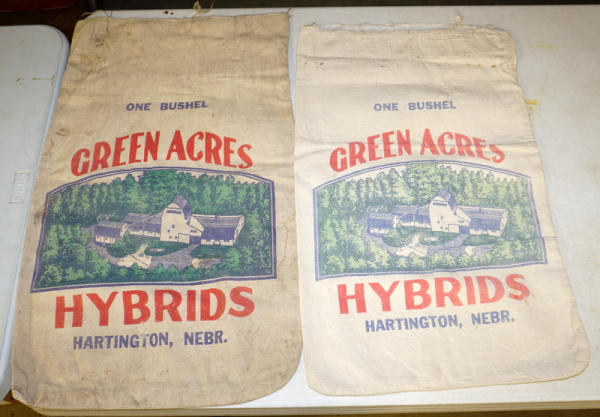 ONE BUSHEL
GREEN ACRES
HYBRIDS
HARTINGTON, NEBR.
ONE BUSHEL
GREEN ACRES
HYBRIDS
HARTINGTON, NEBR.